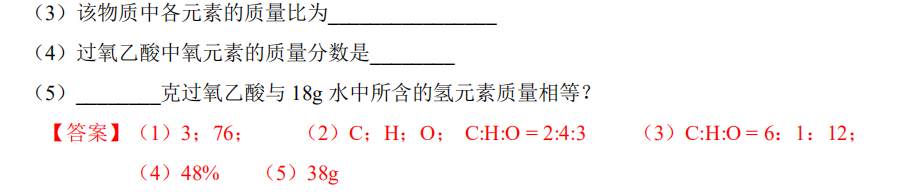 （3）该物质中各元素的质量比为________________
（4）过氧乙酸中氧元素的质量分数是________
（5）________克过氧乙酸与 18g 水中所含的氢元素质量相等？
【答案】（1）3；76； （2）C；H；O； C:H:O = 2:4:3 （3）C:H:O = 6：1：12；
（4）48% （5）38g